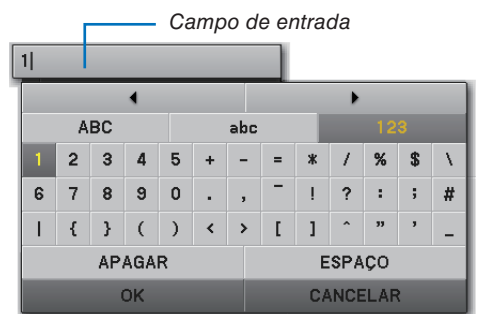 Campo de entrada
1|
◀ ▶
ABC abc 123
1 2 3 4 5 + - = * / % $ \
6 7 8 9 0 . , ¯ ! ? : ; #
| { } ( ) < > [ ] ^ " ' _
APAGAR ESPAÇO
OK CANCELAR